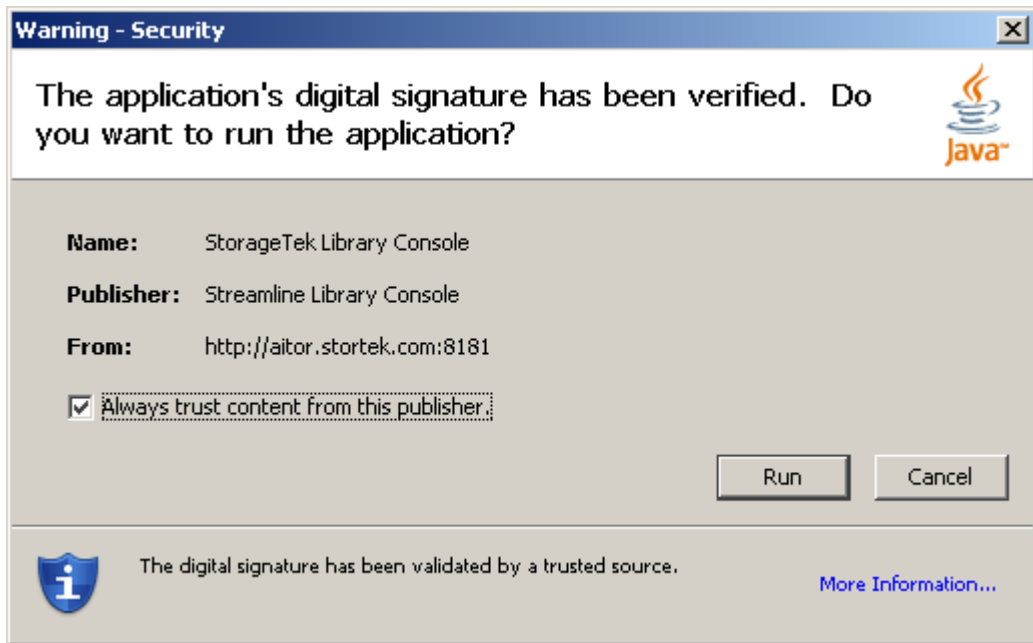 Warning - Security
The application's digital signature has been verified. Do
you want to run the application?
Java™
Name: StorageTek Library Console
Publisher: Streamline Library Console
From: http://aitor.stortek.com:8181
Always trust content from this publisher.
Run Cancel
The digital signature has been validated by a trusted source.
More Information...